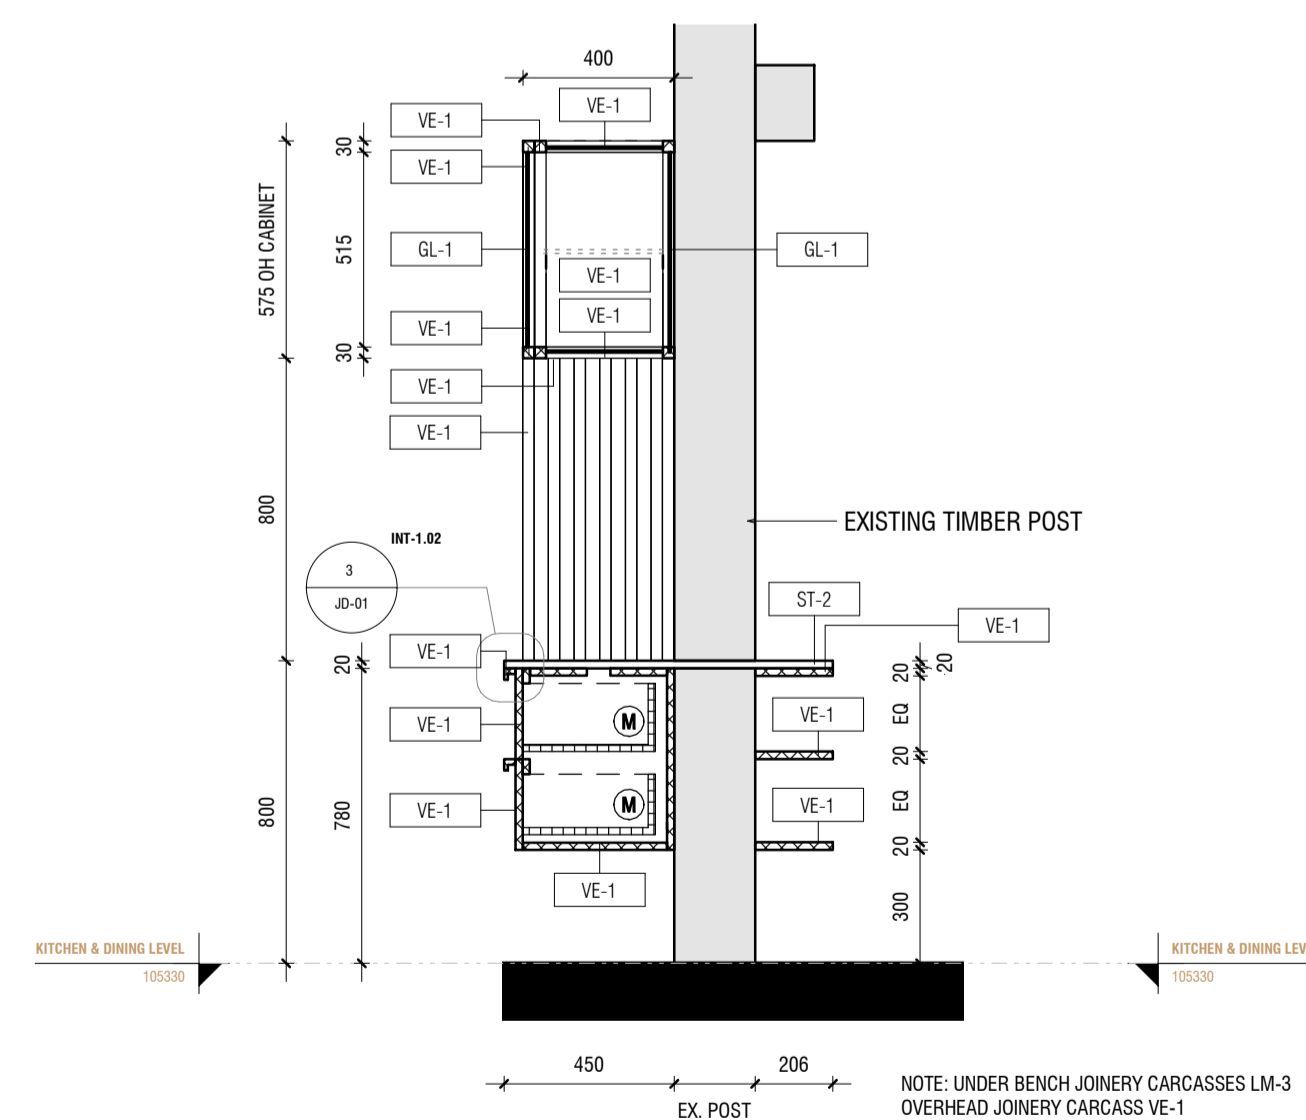 400
VE-1
VE-1
30
VE-1
575 OH CABINET
515
GL-1
GL-1
VE-1
VE-1
VE-1
30
VE-1
VE-1
800
EXISTING TIMBER POST
INT-1.02
3
JD-01
ST-2
VE-1
VE-1
20
20
20
VE-1
M
VE-1
EQ
20
800
780
VE-1
M
VE-1
EQ
20
VE-1
300
KITCHEN & DINING LEVEL
105330
KITCHEN & DINING LEV
105330
450
206
EX. POST
NOTE: UNDER BENCH JOINERY CARCASSES LM-3
OVERHEAD JOINERY CARCASS VE-1